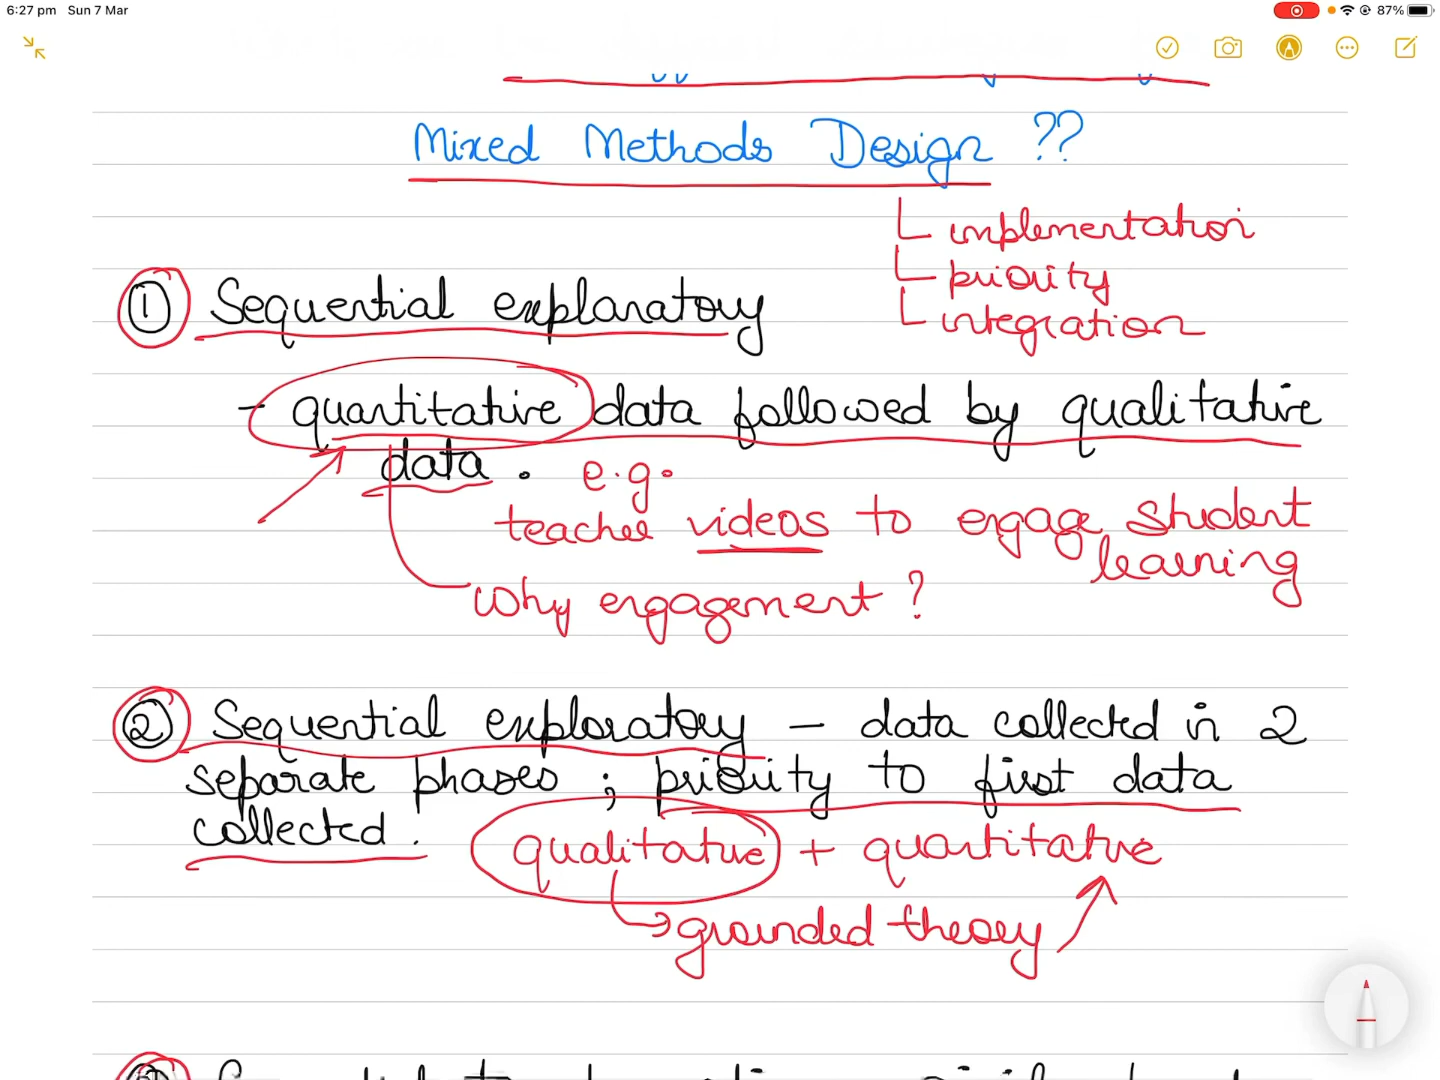 6:27 pm Sun 7 Mar
87%
Mixed Methods Design ??
implementation
priority
integration
① Sequential explanatory
- quantitative data followed by qualitative
data . e.g.
teacher videos to engage student
learning
why engagement ?
② Sequential exploratory – data collected in 2
separate phases ; priority to first data
collected .
qualitative + quantitative
grounded theory